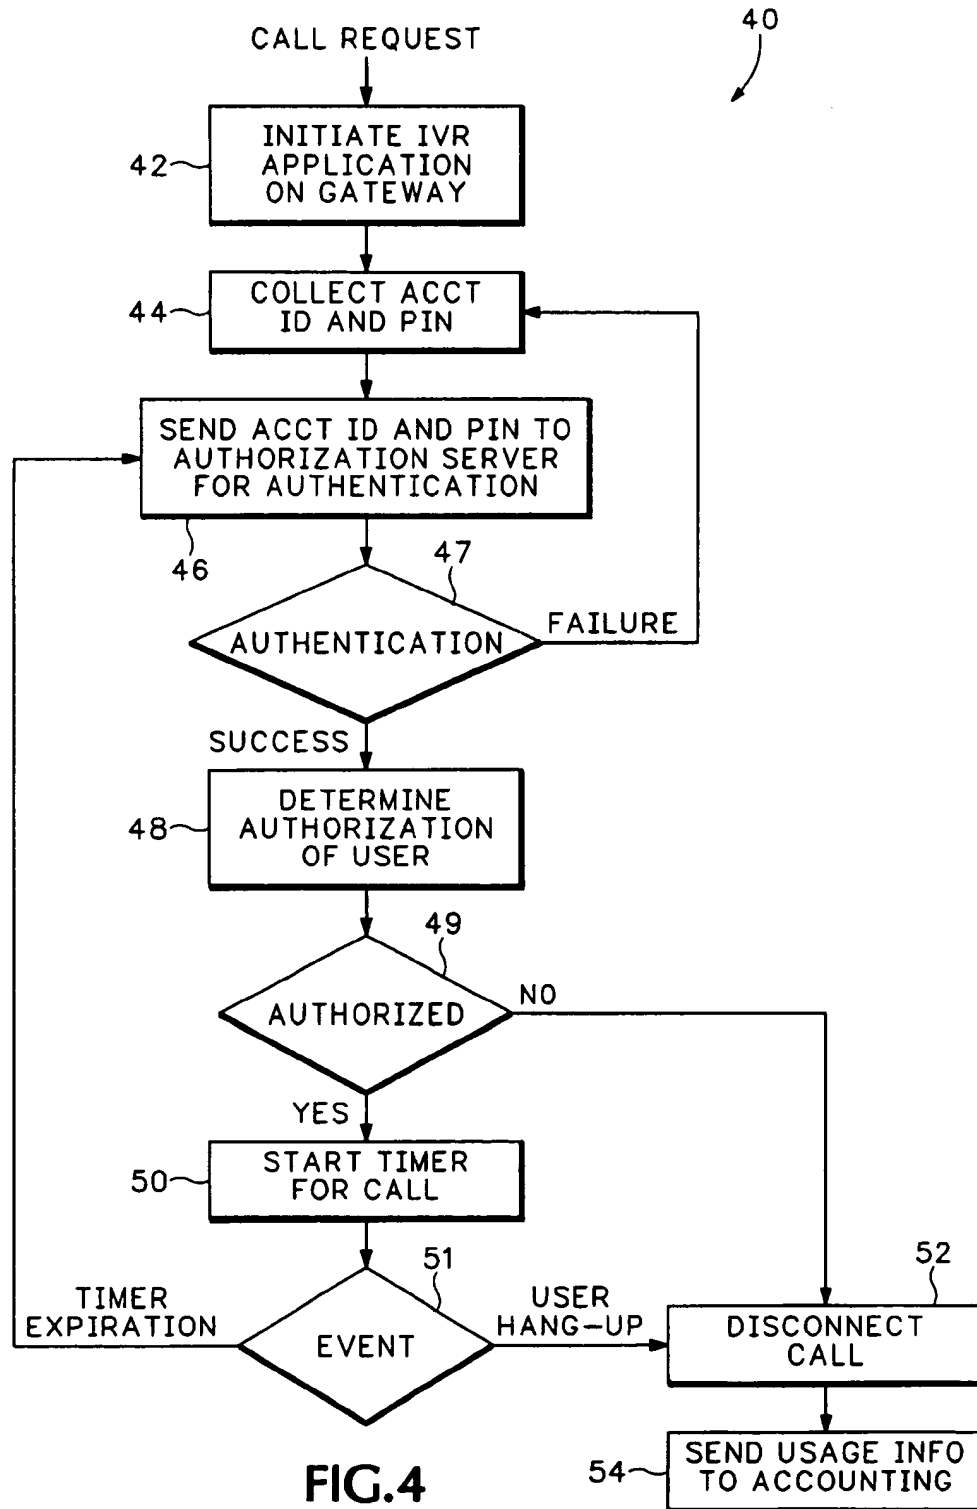 CALL REQUEST
40
INITIATE IVR
APPLICATION
ON GATEWAY
42
COLLECT ACCT
ID AND PIN
44
SEND ACCT ID AND PIN TO
AUTHORIZATION SERVER
FOR AUTHENTICATION
46
47
AUTHENTICATION
FAILURE
SUCCESS
DETERMINE
AUTHORIZATION
OF USER
48
49
AUTHORIZED
NO
YES
START TIMER
FOR CALL
50
51
EVENT
TIMER
EXPIRATION
USER
HANG-UP
52
DISCONNECT
CALL
SEND USAGE INFO
TO ACCOUNTING
54
FIG.4